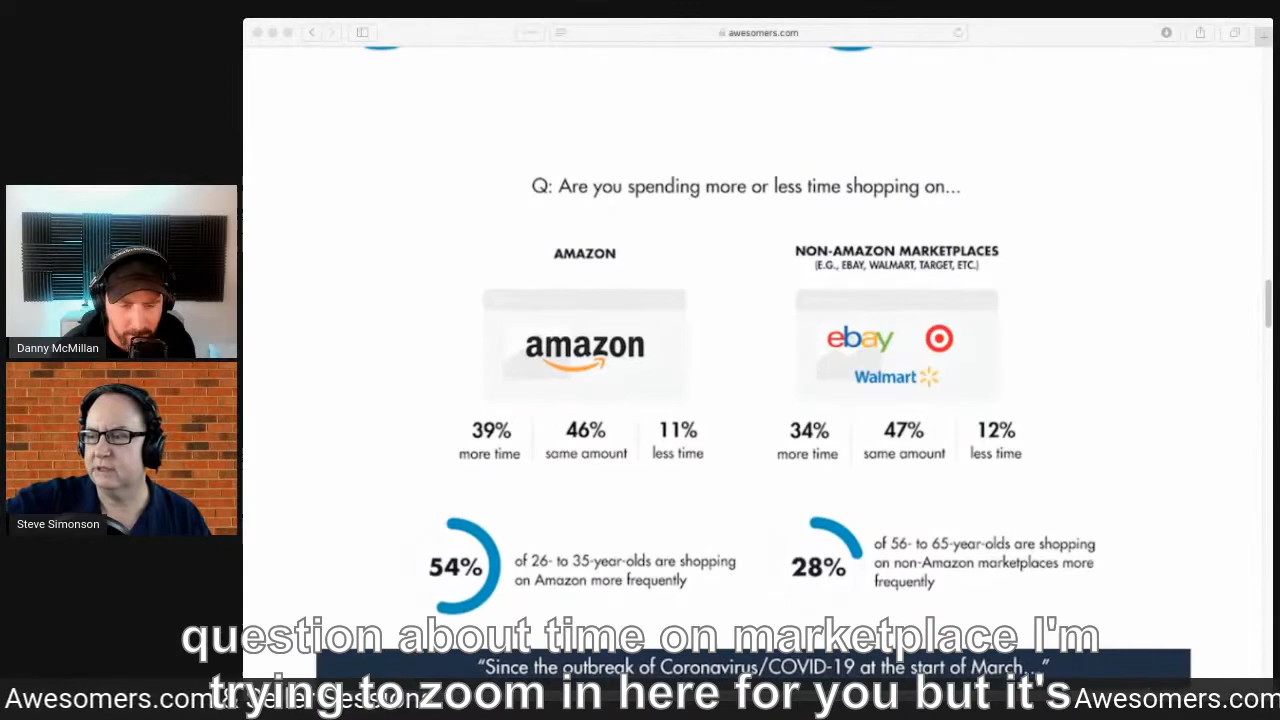 awesomers.com
Q: Are you spending more or less time shopping on...
AMAZON
amazon
39% more time
46% same amount
11% less time
NON-AMAZON MARKETPLACES
(E.G., EBAY, WALMART, TARGET, ETC.)
ebay
Walmart
34% more time
47% same amount
12% less time
54%
of 26- to 35-year-olds are shopping
on Amazon more frequently
28%
of 56- to 65-year-olds are shopping
on non-Amazon marketplaces more
frequently
“Since the outbreak of Coronavirus/COVID-19 at the start of March...”
Danny McMillan
Steve Simonson
question about time on marketplace I'm
trying to zoom in here for you but it's
Awesomers.com &
Awesomers.com